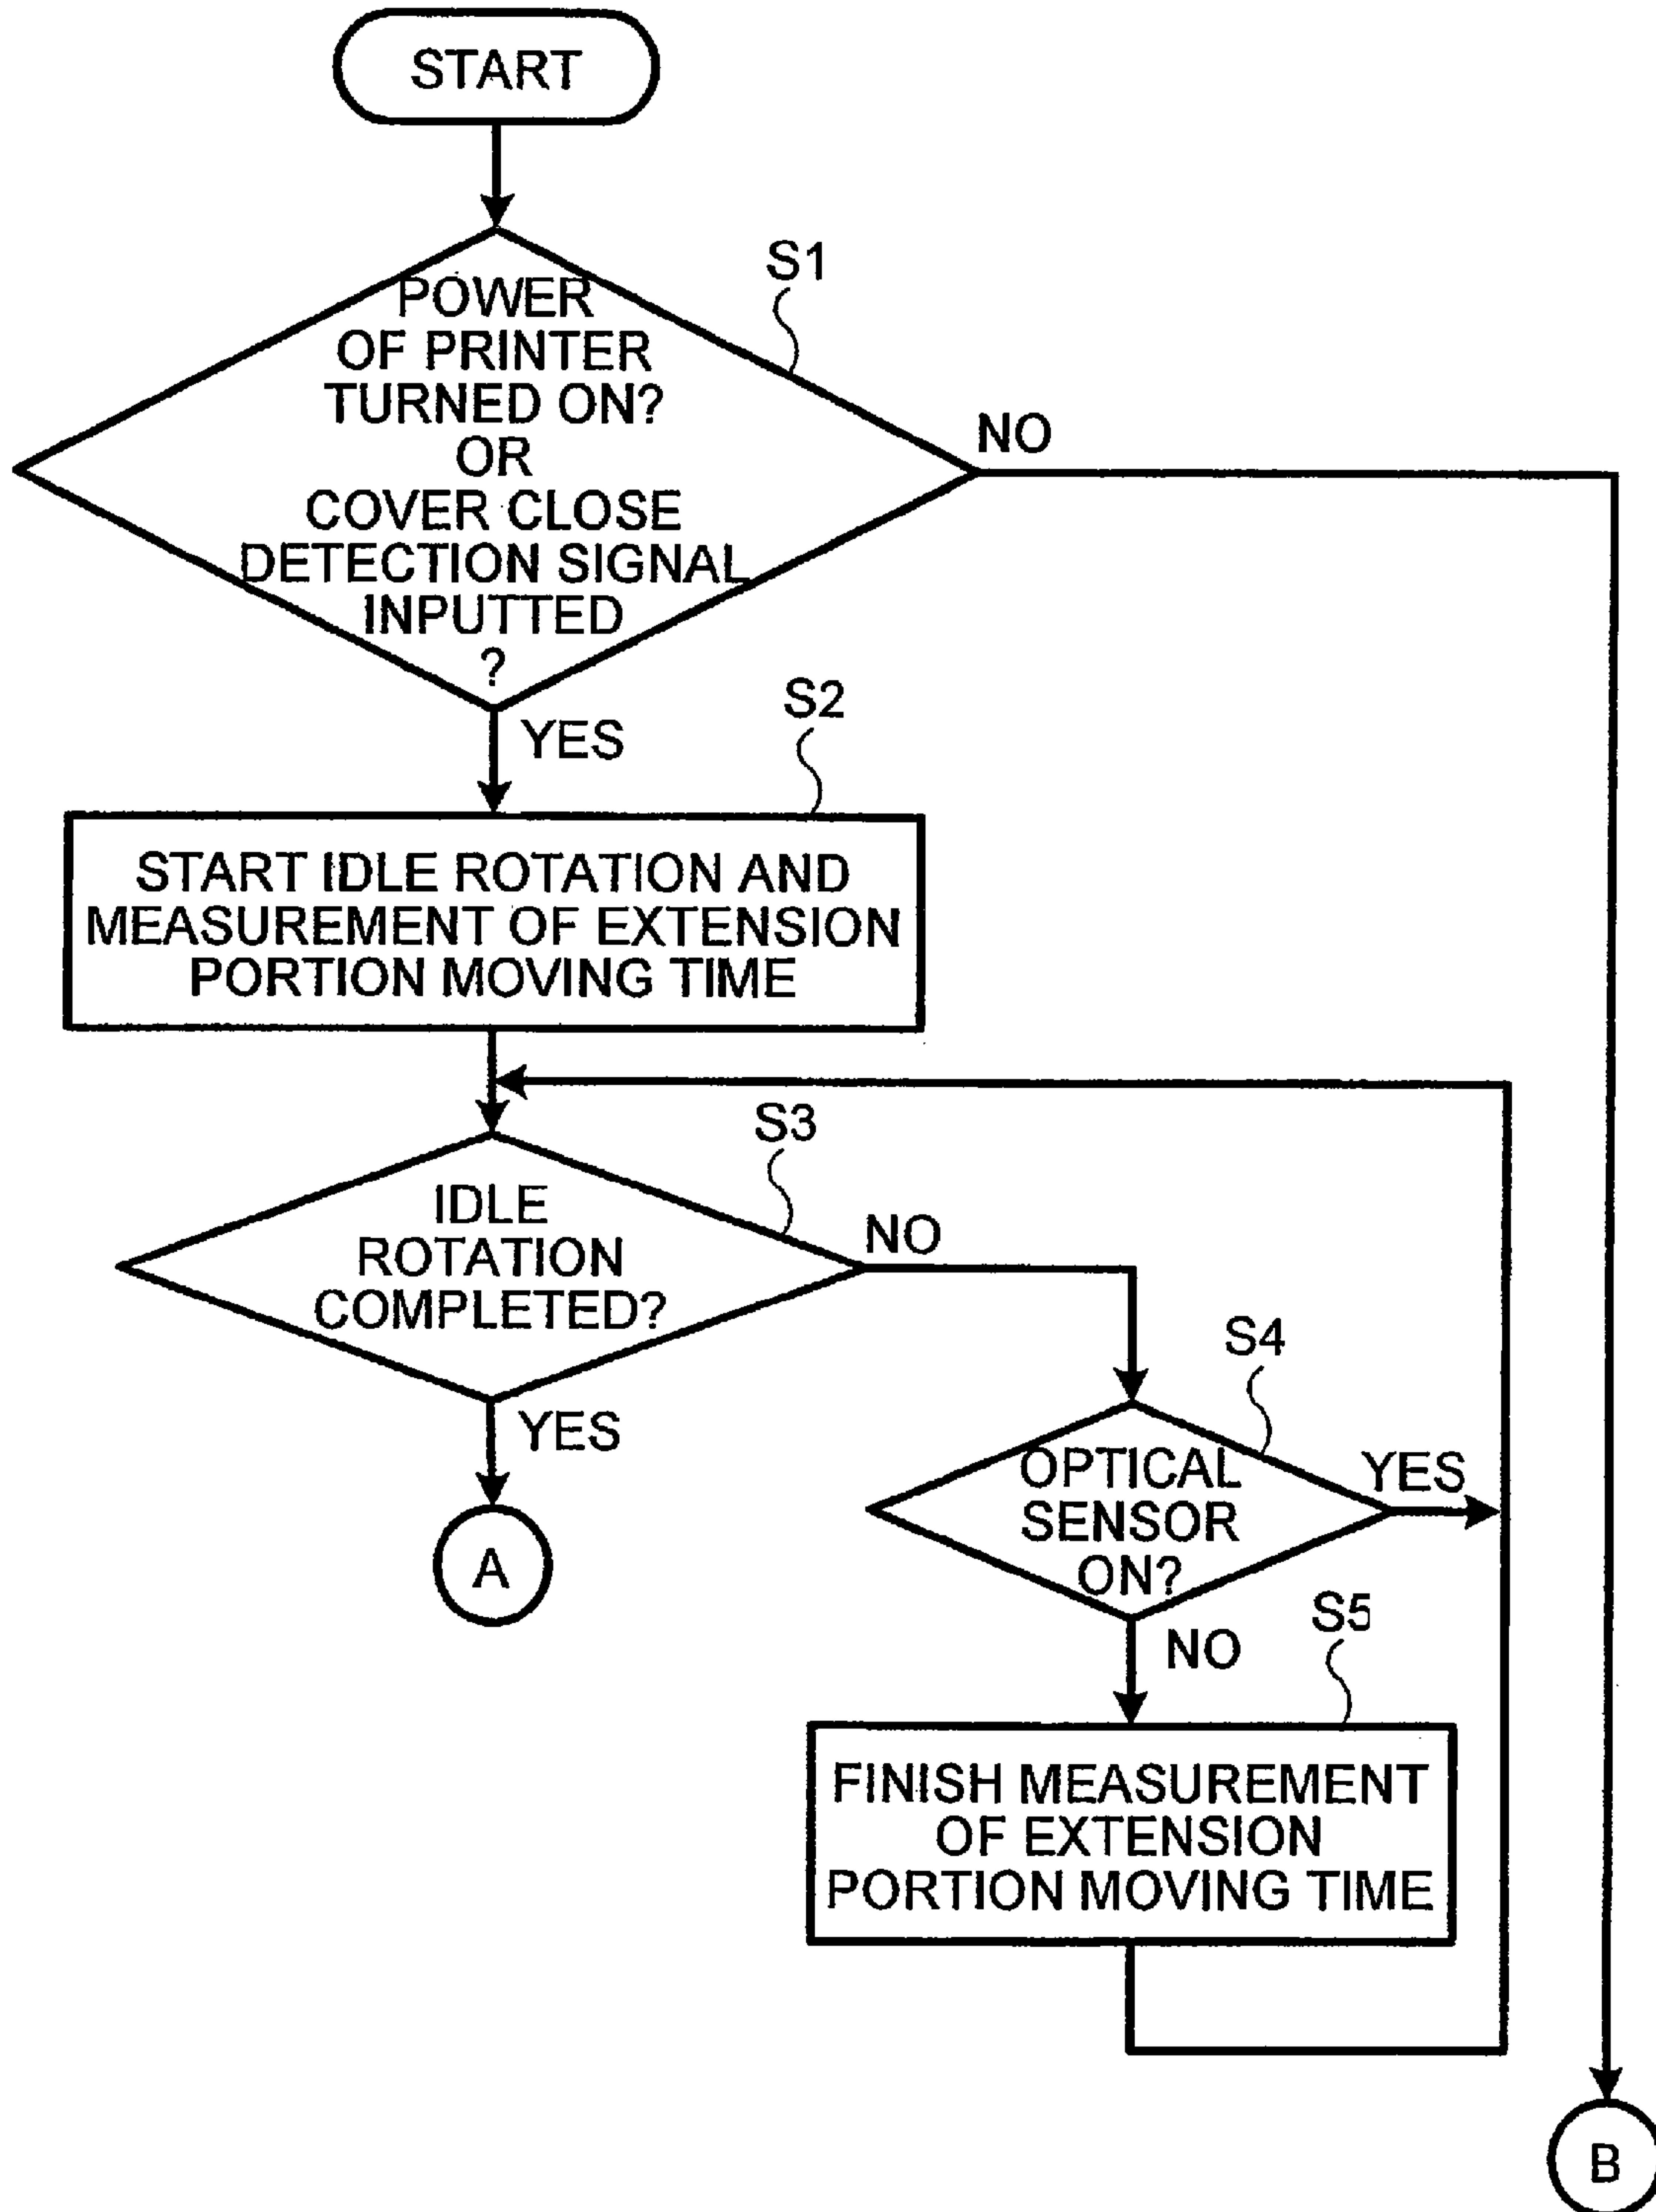 START
S1
POWER
OF PRINTER
TURNED ON?
OR
COVER CLOSE
DETECTION SIGNAL
INPUTTED
?
NO
YES
S2
START IDLE ROTATION AND
MEASUREMENT OF EXTENSION
PORTION MOVING TIME
S3
IDLE
ROTATION
COMPLETED?
NO
YES
A
S4
OPTICAL
SENSOR
ON?
YES
NO
S5
FINISH MEASUREMENT
OF EXTENSION
PORTION MOVING TIME
B